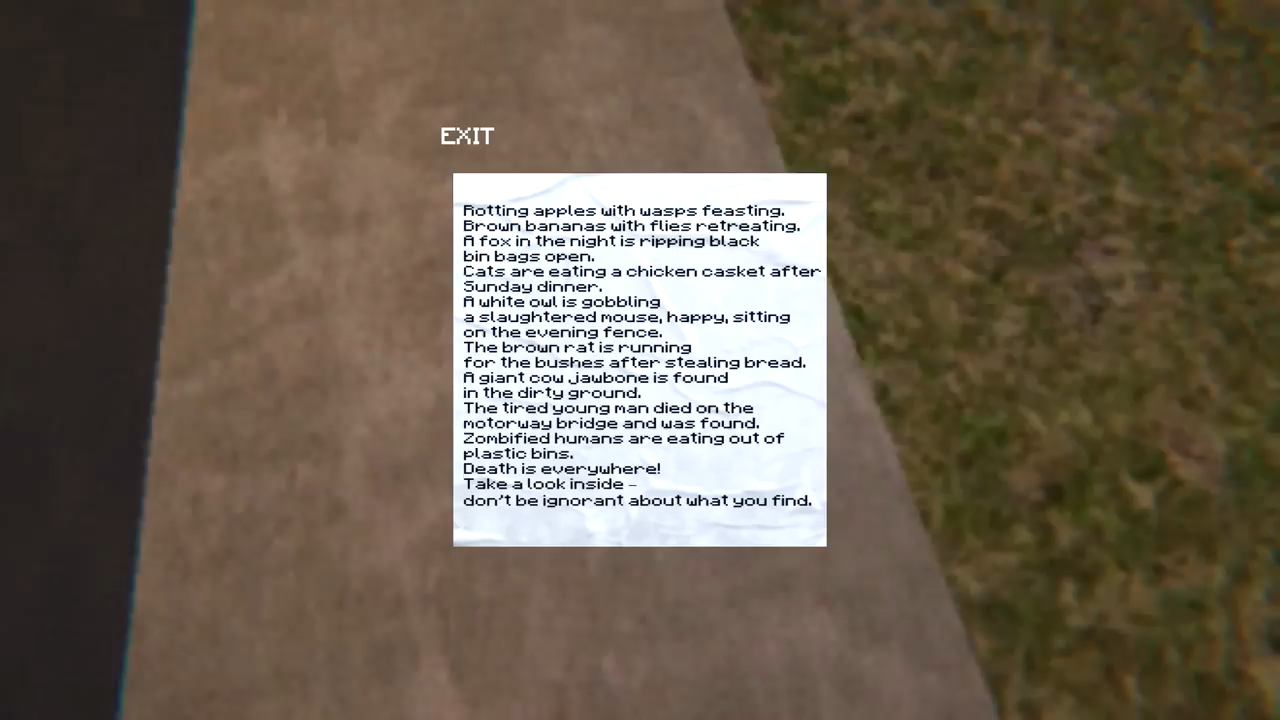 EXIT
Rotting apples with wasps feasting.
Brown bananas with flies retreating.
A fox in the night is ripping black
bin bags open.
Cats are eating a chicken casket after
Sunday dinner.
A white owl is gobbling
a slaughtered mouse, happy, sitting
on the evening fence.
The brown rat is running
for the bushes after stealing bread.
A giant cow jawbone is found
in the dirty ground.
The tired young man died on the
motorway bridge and was found.
Zombified humans are eating out of
plastic bins.
Death is everywhere!
Take a look inside –
don't be ignorant about what you find.